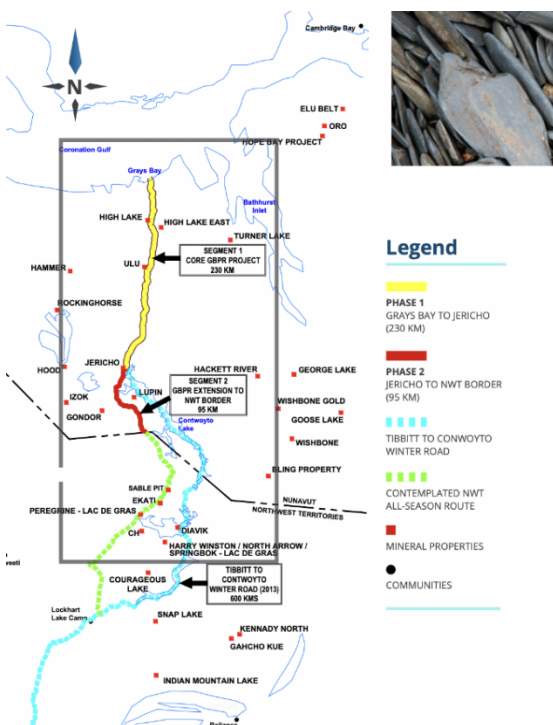 Cambridge Bay
N
ELU BELT
ORO
HOPE BAY PROJECT
Coronation Gulf
Grays Bay
Bathurst
Inlet
HIGH LAKE
HIGH LAKE EAST
TURNER LAKE
SEGMENT 1
CORE GBPR PROJECT
230 KM
ULU
HAMMER
ROCKINGHORSE
JERICHO
HOOD
HACKETT RIVER
GEORGE LAKE
SEGMENT 2
GBPR EXTENSION TO
NWT BORDER
95 KM
LUPIN
IZOK
GONDOR
WISHBONE GOLD
GOOSE LAKE
Contwoyto
Lake
WISHBONE
BLING PROPERTY
SABLE PIT
EKATI
NUNAVUT
NORTHWEST TERRITORIES
PEREGRINE - LAC DE GRAS
DIAVIK
CH
HARRY WINSTON / NORTH ARROW /
SPRINGBOK - LAC DE GRAS
COURAGEOUS
LAKE
TIBBITT TO
CONTWOYTO
WINTER ROAD (2013)
600 KMS
Lockhart
Lake Camp
SNAP LAKE
KENNADY NORTH
GAHCHO KUE
INDIAN MOUNTAIN LAKE
Legend
PHASE 1
GRAYS BAY TO JERICHO
(230 KM)
PHASE 2
JERICHO TO NWT BORDER
(95 KM)
TIBBITT TO CONWOYTO
WINTER ROAD
CONTEMPLATED NWT
ALL-SEASON ROUTE
MINERAL PROPERTIES
COMMUNITIES